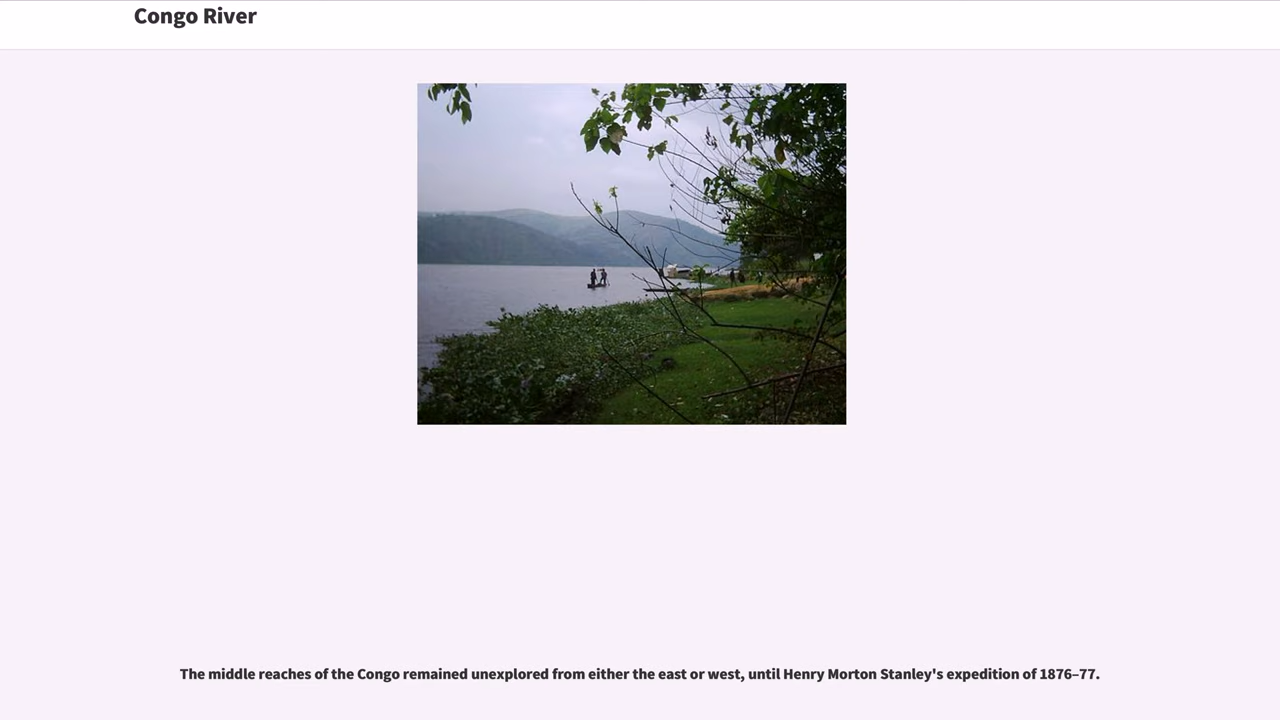 Congo River
The middle reaches of the Congo remained unexplored from either the east or west, until Henry Morton Stanley's expedition of 1876–77.